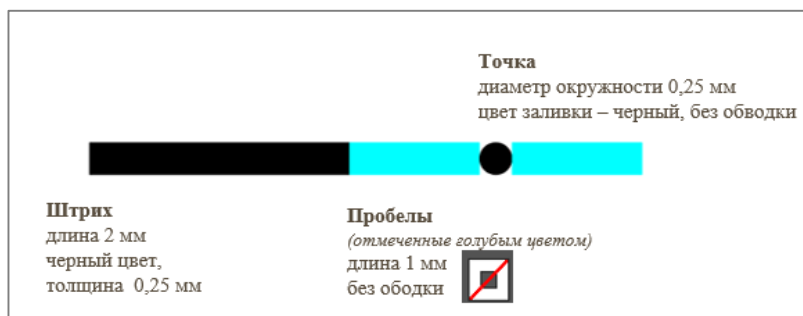 Точка
диаметр окружности 0,25 мм
цвет заливки – черный, без обводки
Штрих
длина 2 мм
черный цвет,
толщина 0,25 мм
Пробелы
(отмеченные голубым цветом)
длина 1 мм
без ободки